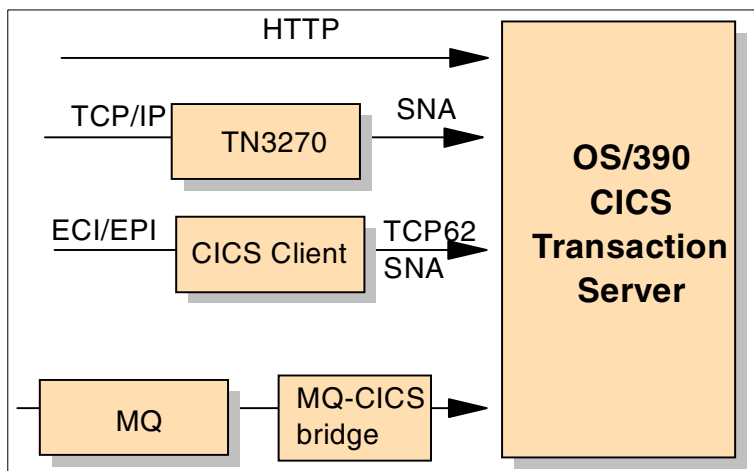 HTTP
TCP/IP
TN3270
SNA
ECI/EPI
CICS Client
TCP62
SNA
MQ
MQ-CICS
bridge
OS/390
CICS
Transaction
Server